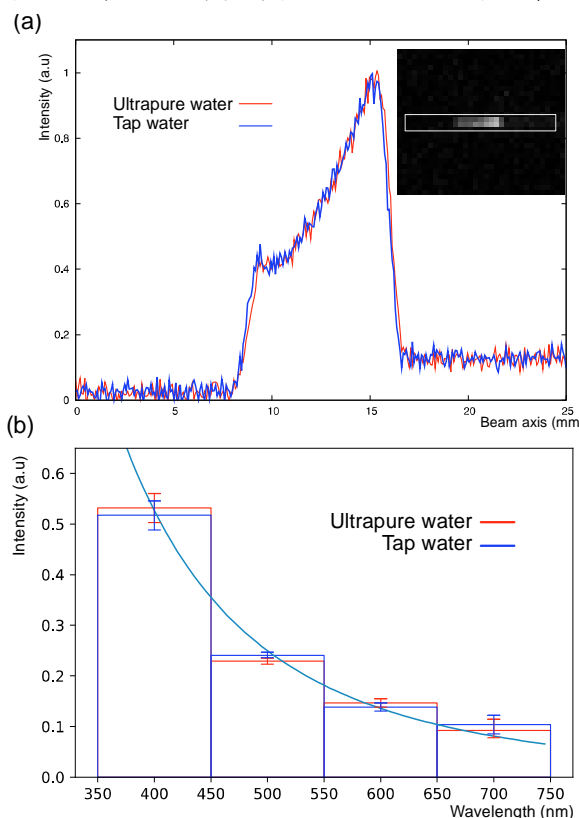 (a)
Intensity (a.u)
1
0.8
0.6
0.4
0.2
0
0
5
10
15
20
25
Ultrapure water
Tap water
Beam axis (mm
(b)
Intensity (a.u)
0.6
0.5
0.4
0.3
0.2
0.1
0.0
350 400 450 500 550 600 650 700 750
Ultrapure water
Tap water
Wavelength (nm)